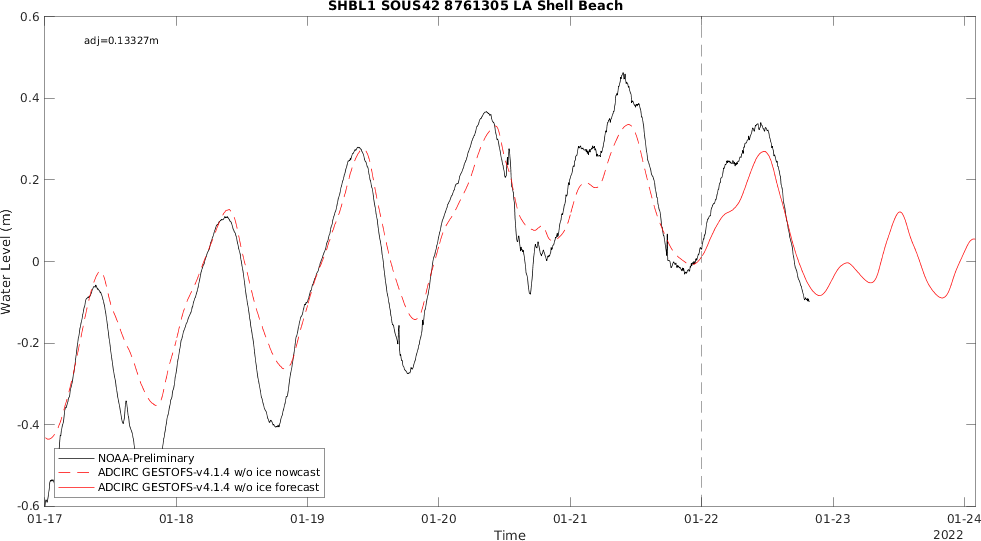 SHBL1 SOUS42 8761305 LA Shell Beach
adj=0.13327m
Water Level (m)
0.6
0.4
0.2
0
-0.2
-0.4
-0.6
NOAA-Preliminary
ADCIRC GESTOFS-v4.1.4 w/o ice nowcast
ADCIRC GESTOFS-v4.1.4 w/o ice forecast
01-17 01-18 01-19 01-20 01-21 01-22 01-23 01-24
Time
2022